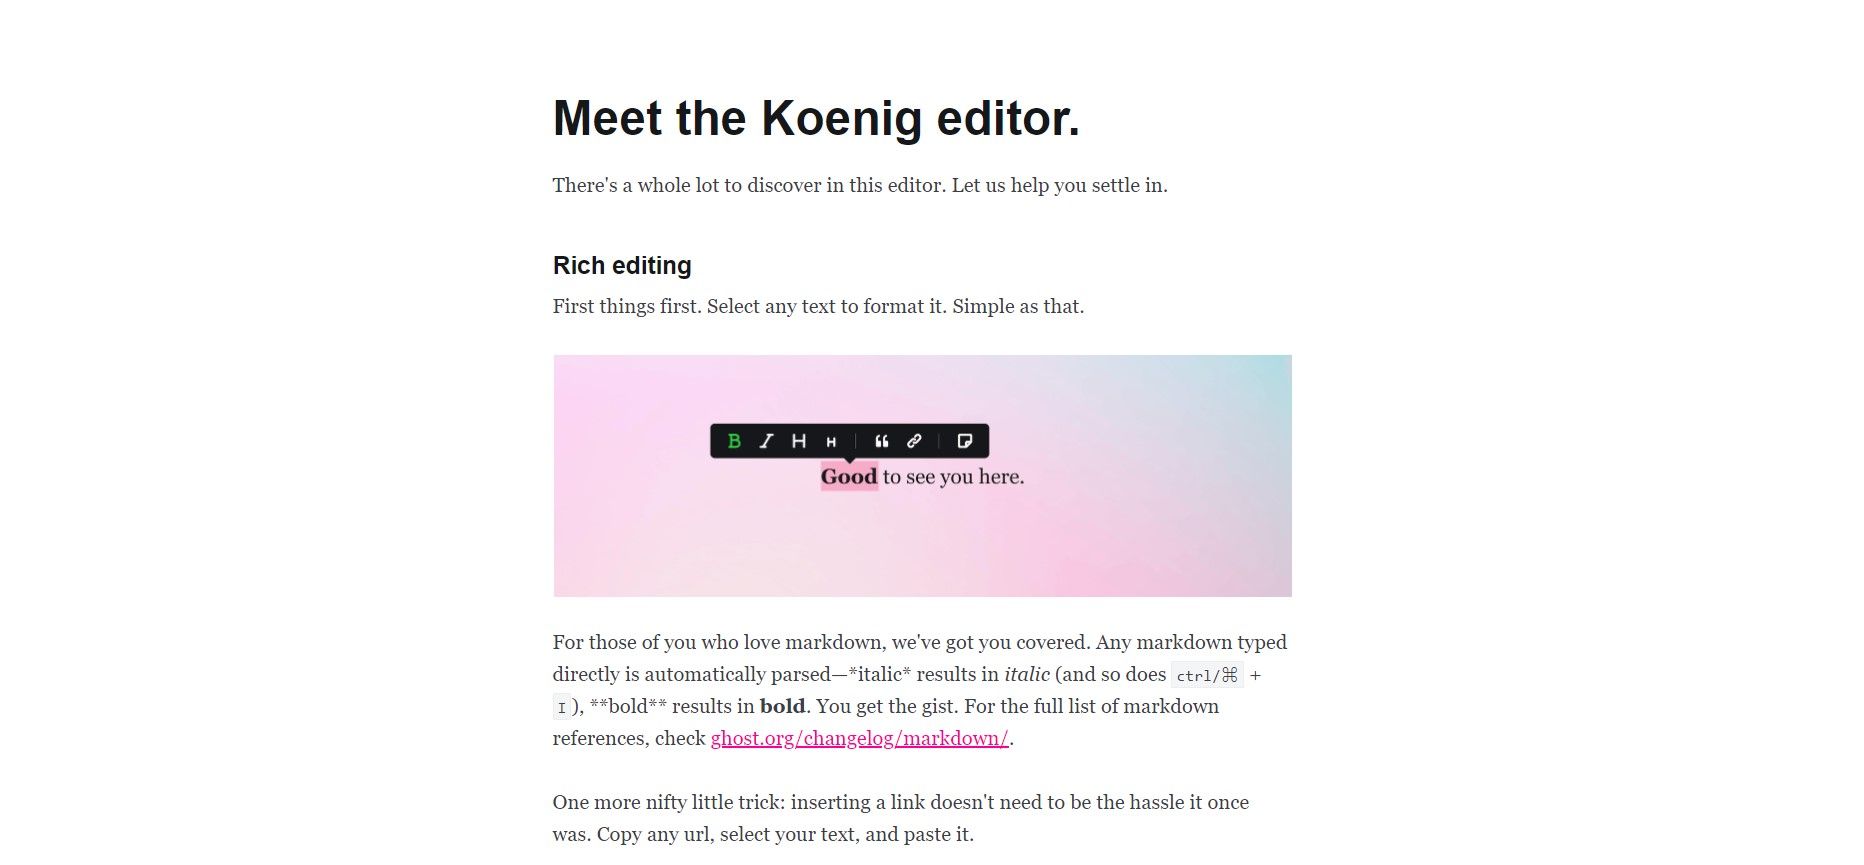 Meet the Koenig editor.
There's a whole lot to discover in this editor. Let us help you settle in.
Rich editing
First things first. Select any text to format it. Simple as that.
B I H H
Good to see you here.
For those of you who love markdown, we've got you covered. Any markdown typed
directly is automatically parsed—*italic* results in italic (and so does ctrl/⌘ +
I), **bold** results in bold. You get the gist. For the full list of markdown
references, check ghost.org/changelog/markdown/.
One more nifty little trick: inserting a link doesn't need to be the hassle it once
was. Copy any url, select your text, and paste it.